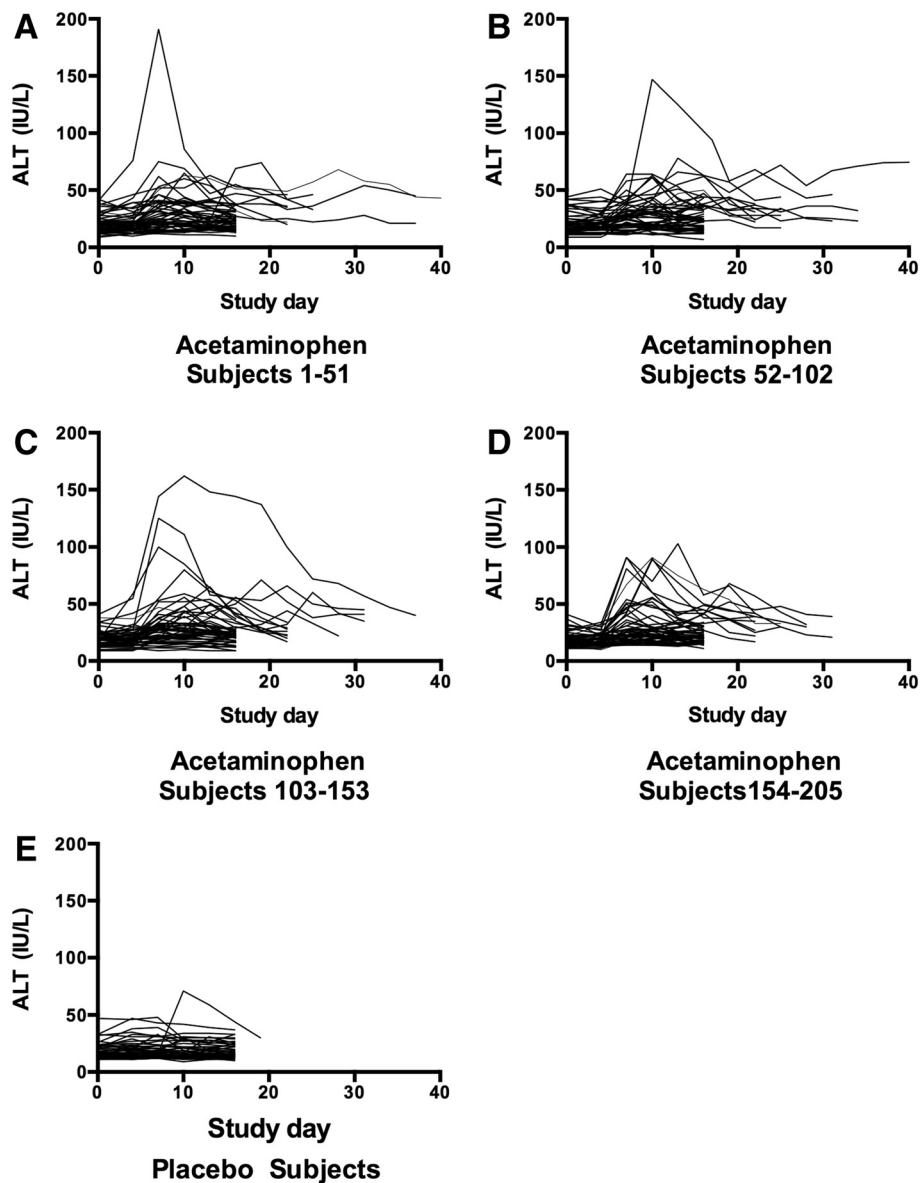 A
B
200
150
100
50
0
ALT (IU/L)
0 10 20 30 40
Study day
Acetaminophen
Subjects 1-51
200
150
100
50
0
ALT (IU/L)
0 10 20 30 40
Study day
Acetaminophen
Subjects 52-102
C
D
200
150
100
50
0
ALT (IU/L)
0 10 20 30 40
Study day
Acetaminophen
Subjects 103-153
200
150
100
50
0
ALT (IU/L)
0 10 20 30 40
Study day
Acetaminophen
Subjects154-205
E
200
150
100
50
0
ALT (IU/L)
0 10 20 30 40
Study day
Placebo Subjects